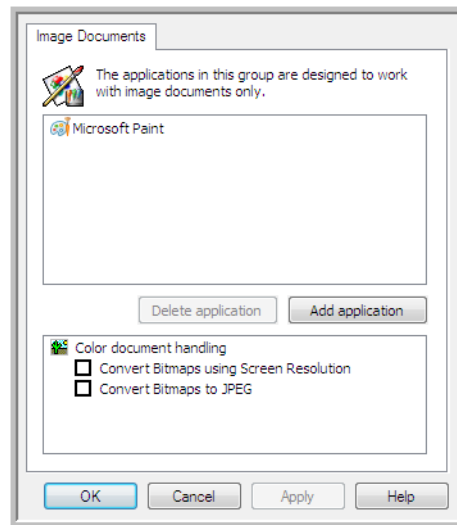 Image Documents
The applications in this group are designed to work
with image documents only.
Microsoft Paint
Delete application
Add application
Color document handling
Convert Bitmaps using Screen Resolution
Convert Bitmaps to JPEG
OK
Cancel
Apply
Help